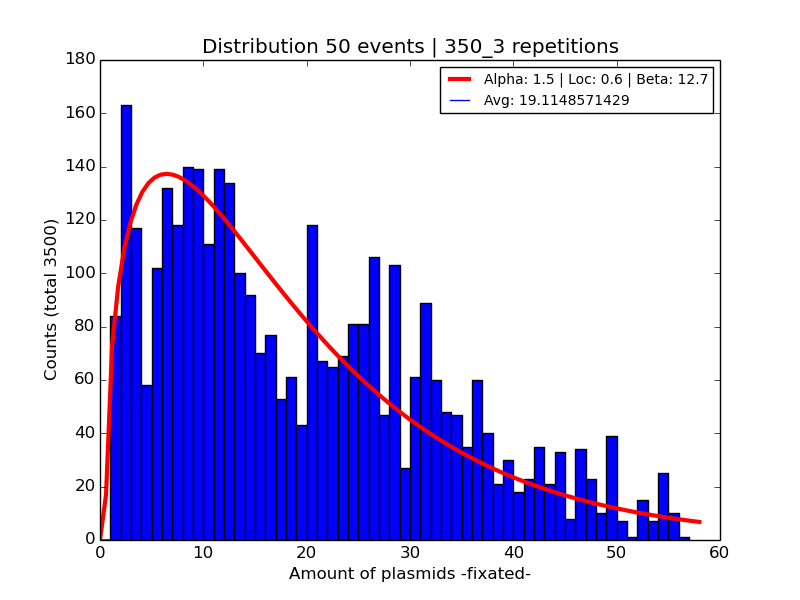 Distribution 50 events | 350_3 repetitions
Alpha: 1.5 | Loc: 0.6 | Beta: 12.7
Avg: 19.1148571429
180
160
140
120
100
80
60
40
20
0
Counts (total 3500)
0 10 20 30 40 50 60
Amount of plasmids -fixated-